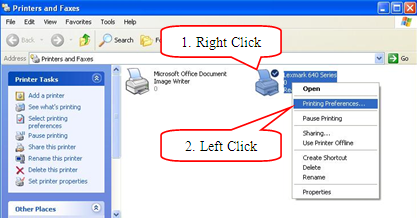 Printers and Faxes
File Edit View Favorites Tools Help
Back
Search
Fo
Address
Printers and Faxes
Go
1. Right Click
Printer Tasks
Add a printer
See what's printing
Select printing
preferences
Pause printing
Share this printer
Rename this printer
Delete this printer
Set printer properties
Other Places
Microsoft Office Document
Image Writer
0
Lexmark 640 Series
0
Open
Printing Preferences...
Pause Printing
Sharing...
Use Printer Offline
Create Shortcut
Delete
Rename
Properties
2. Left Click